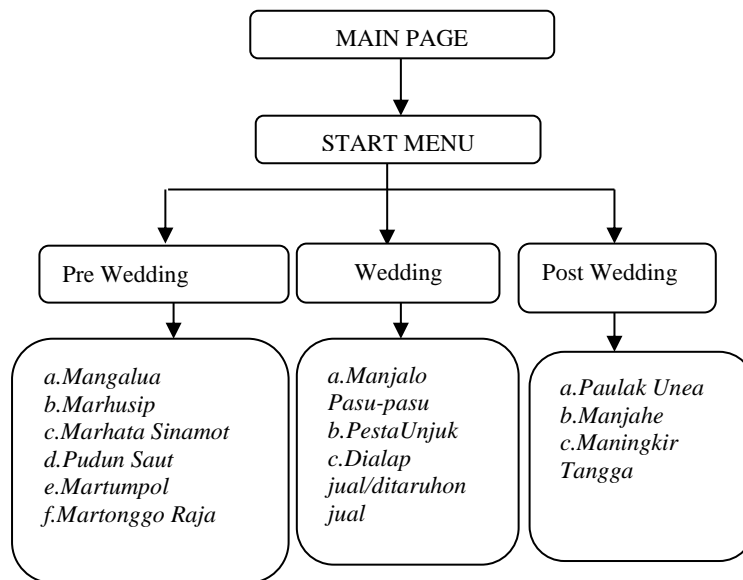 MAIN PAGE
START MENU
Pre Wedding
a.Mangalua
b.Marhusip
c.Marhata Sinamot
d.Pudun Saut
e.Martumpol
f.Martonggo Raja
Wedding
a.Manjalo
Pasu-pasu
b.PestaUnjuk
c.Dialap
jual/ditaruhon
jual
Post Wedding
a.Paulak Unea
b.Manjahe
c.Maningkir
Tangga